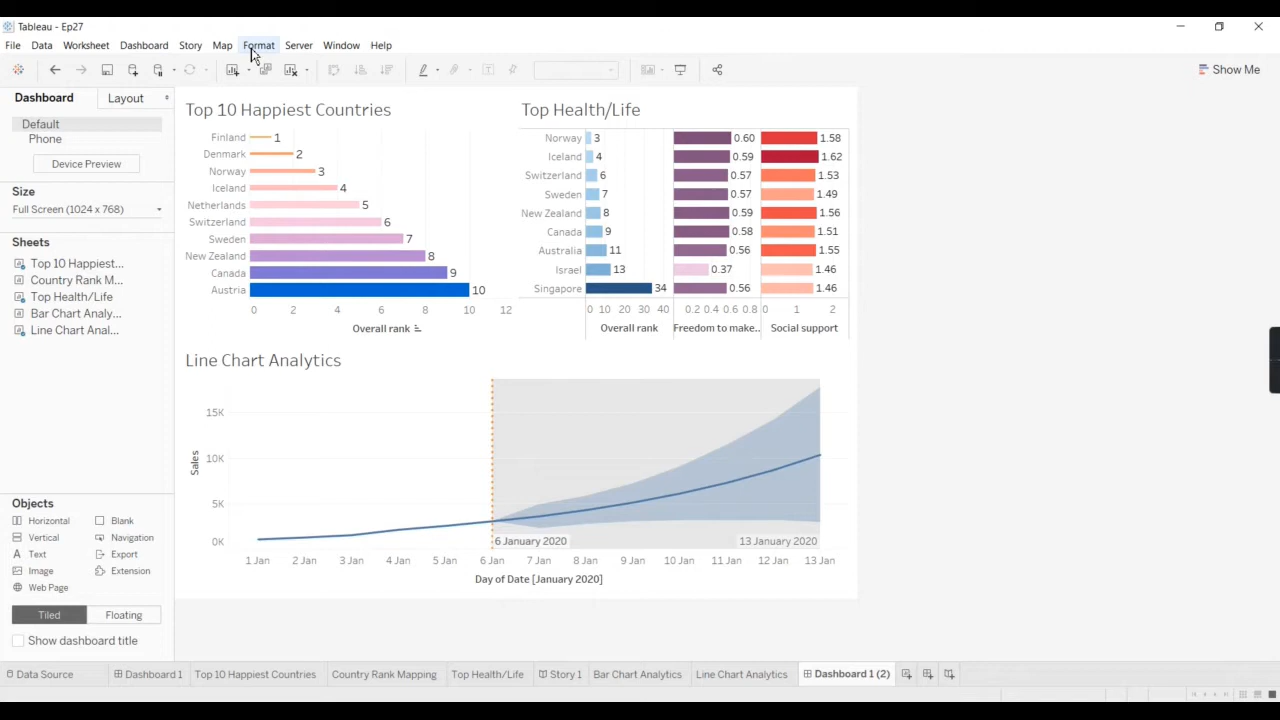 Tableau - Ep27
File Data Worksheet Dashboard Story Map Format Server Window Help
Show Me
Dashboard Layout
Default
Phone
Device Preview
Size
Full Screen (1024 x 768)
Sheets
Top 10 Happiest...
Country Rank M...
Top Health/Life
Bar Chart Analy...
Line Chart Anal...
Objects
Horizontal Blank
Vertical Navigation
Text Export
Image Extension
Web Page
Tiled Floating
Show dashboard title
Top 10 Happiest Countries
Finland 1
Denmark 2
Norway 3
Iceland 4
Netherlands 5
Switzerland 6
Sweden 7
New Zealand 8
Canada 9
Austria 10
0 2 4 6 8 10 12
Overall rank
Top Health/Life
Norway 3 0.60 1.58
Iceland 4 0.59 1.62
Switzerland 6 0.57 1.53
Sweden 7 0.57 1.49
New Zealand 8 0.59 1.56
Canada 9 0.58 1.51
Australia 11 0.56 1.55
Israel 13 0.37 1.46
Singapore 34 0.56 1.46
0 10 20 30 40 0.2 0.4 0.6 0.8 0 1 2
Overall rank Freedom to make.. Social support
Line Chart Analytics
15K
10K
5K
0K
Sales
6 January 2020 13 January 2020
1 Jan 2 Jan 3 Jan 4 Jan 5 Jan 6 Jan 7 Jan 8 Jan 9 Jan 10 Jan 11 Jan 12 Jan 13 Jan
Day of Date [January 2020]
Data Source Dashboard 1 Top 10 Happiest Countries Country Rank Mapping Top Health/Life Story 1 Bar Chart Analytics Line Chart Analytics Dashboard 1 (2)